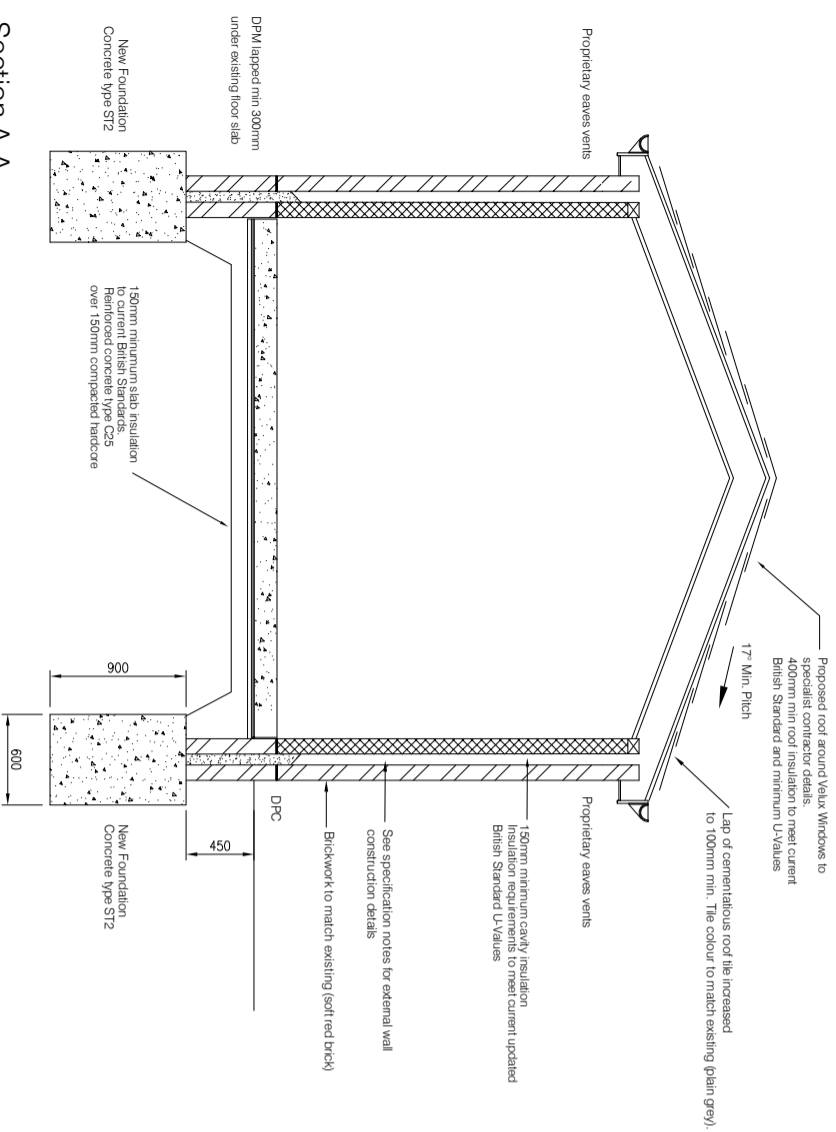 Proposed roof around Velux Windows to
specialist contractor details.
400mm min roof insulation to meet current
British Standard and minimum U-Values
17° Min. Pitch
Lap of cementatious roof tile increased
to 100mm min. Tile colour to match existing (plain grey).
Proprietary eaves vents
Proprietary eaves vents
150mm minimum cavity insulation
Insulation requirements to meet current updated
British Standard U-Values
See specification notes for external wall
construction details
Brickwork to match existing (soft red brick)
DPC
DPM lapped min 300mm
under existing floor slab
450
New Foundation
Concrete type ST2
150mm minumum slab insulation
to current British Standards.
Reinforced concrete type C25
over 150mm compacted hardcore
900
600
New Foundation
Concrete type ST2
Section A-A